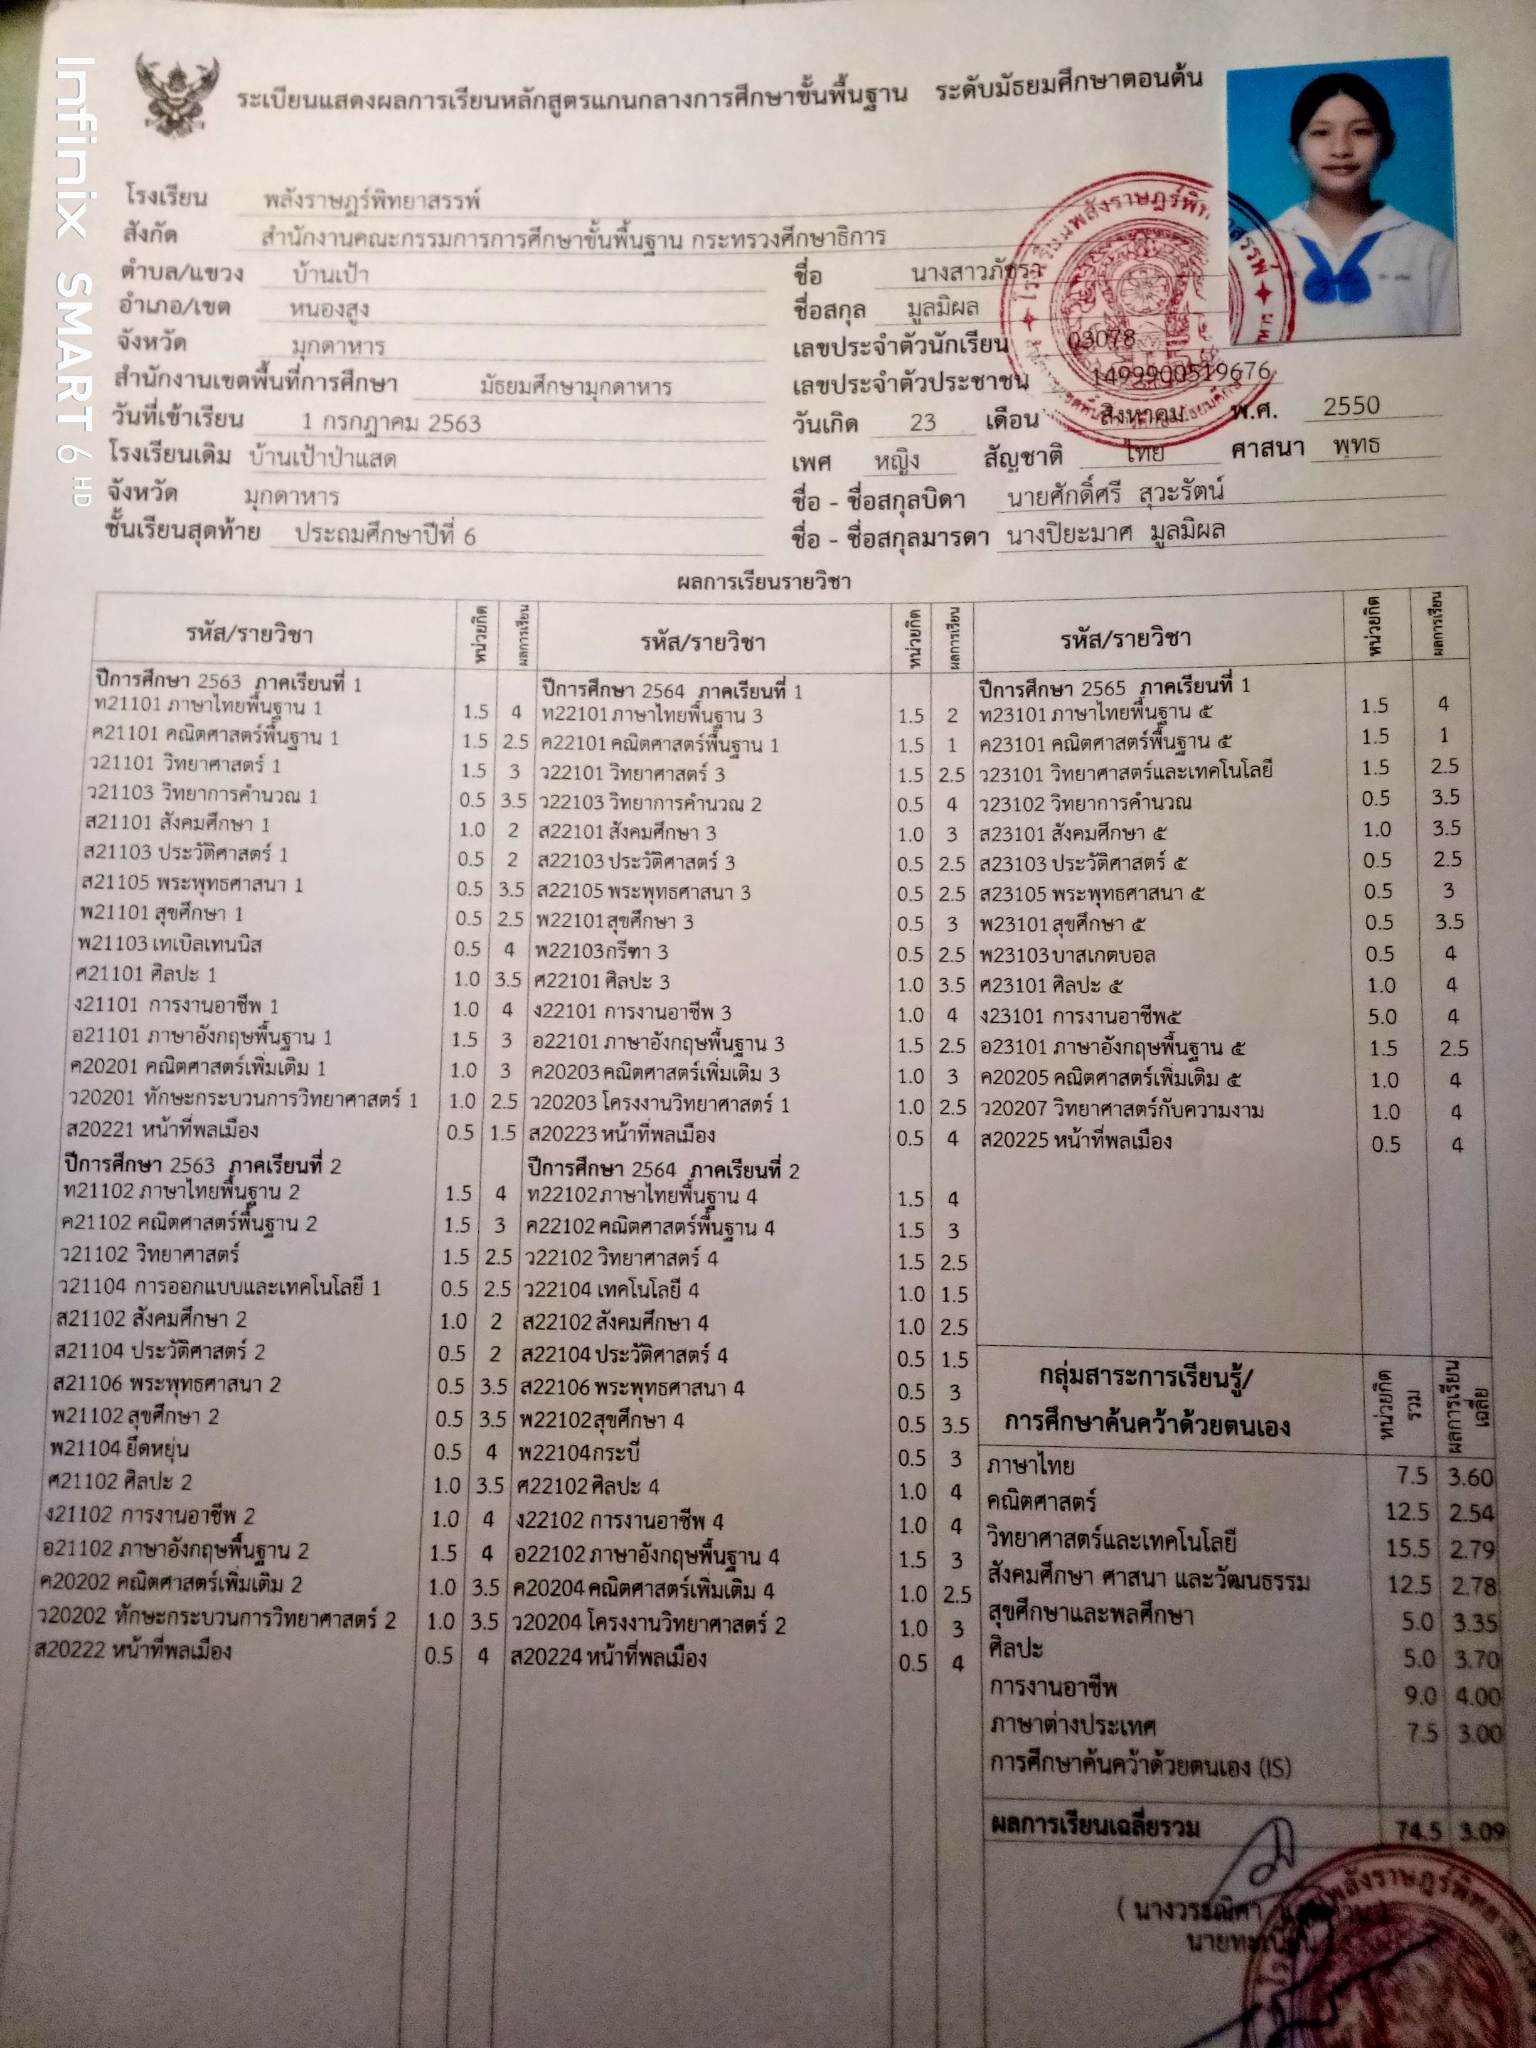 Infinix SMART 6 HD
ระเบียนแสดงผลการเรียนหลักสูตรแกนกลางการศึกษาขั้นพื้นฐาน ระดับมัธยมศึกษาตอนต้น
โรงเรียน พลังราษฎร์พิทยาสรรพ์
สังกัด สำนักงานคณะกรรมการการศึกษาขั้นพื้นฐาน กระทรวงศึกษาธิการ
ตำบล/แขวง บ้านเป้า
อำเภอ/เขต หนองสูง
จังหวัด มุกดาหาร
สำนักงานเขตพื้นที่การศึกษา มัธยมศึกษามุกดาหาร
วันที่เข้าเรียน 1 กรกฎาคม 2563
โรงเรียนเดิม บ้านเป้าป่าแสด
จังหวัด มุกดาหาร
ชั้นเรียนสุดท้าย ประถมศึกษาปีที่ 6
ชื่อ นางสาวภัชรา
ชื่อสกุล มูลมิผล
เลขประจำตัวนักเรียน 03078
เลขประจำตัวประชาชน 1499900519676
วันเกิด 23 เดือน สิงหาคม พ.ศ. 2550
เพศ หญิง สัญชาติ ไทย ศาสนา พุทธ
ชื่อ - ชื่อสกุลบิดา นายศักดิ์ศรี สุวะรัตน์
ชื่อ - ชื่อสกุลมารดา นางปิยะมาศ มูลมิผล
ผลการเรียนรายวิชา
รหัส/รายวิชา หน่วยกิต ผลการเรียน
ปีการศึกษา 2563 ภาคเรียนที่ 1
ท21101 ภาษาไทยพื้นฐาน 1 1.5 4
ค21101 คณิตศาสตร์พื้นฐาน 1 1.5 2.5
ว21101 วิทยาศาสตร์ 1 1.5 3
ว21103 วิทยาการคำนวณ 1 0.5 3.5
ส21101 สังคมศึกษา 1 1.0 2
ส21103 ประวัติศาสตร์ 1 0.5 2
ส21105 พระพุทธศาสนา 1 0.5 3.5
พ21101 สุขศึกษา 1 0.5 2.5
พ21103 เทเบิลเทนนิส 0.5 4
ศ21101 ศิลปะ 1 1.0 3.5
ง21101 การงานอาชีพ 1 1.0 4
อ21101 ภาษาอังกฤษพื้นฐาน 1 1.5 3
ค20201 คณิตศาสตร์เพิ่มเติม 1 1.0 3
ว20201 ทักษะกระบวนการวิทยาศาสตร์ 1 1.0 2.5
ส20221 หน้าที่พลเมือง 0.5 1.5
ปีการศึกษา 2563 ภาคเรียนที่ 2
ท21102 ภาษาไทยพื้นฐาน 2 1.5 4
ค21102 คณิตศาสตร์พื้นฐาน 2 1.5 3
ว21102 วิทยาศาสตร์ 1.5 2.5
ว21104 การออกแบบและเทคโนโลยี 1 0.5 2.5
ส21102 สังคมศึกษา 2 1.0 2
ส21104 ประวัติศาสตร์ 2 0.5 2
ส21106 พระพุทธศาสนา 2 0.5 3.5
พ21102 สุขศึกษา 2 0.5 3.5
พ21104 ยืดหยุ่น 0.5 4
ศ21102 ศิลปะ 2 1.0 3.5
ง21102 การงานอาชีพ 2 1.0 4
อ21102 ภาษาอังกฤษพื้นฐาน 2 1.5 4
ค20202 คณิตศาสตร์เพิ่มเติม 2 1.0 3.5
ว20202 ทักษะกระบวนการวิทยาศาสตร์ 2 1.0 3.5
ส20222 หน้าที่พลเมือง 0.5 4
รหัส/รายวิชา หน่วยกิต ผลการเรียน
ปีการศึกษา 2564 ภาคเรียนที่ 1
ท22101 ภาษาไทยพื้นฐาน 3 1.5 2
ค22101 คณิตศาสตร์พื้นฐาน 1 1.5 1
ว22101 วิทยาศาสตร์ 3 1.5 2.5
ว22103 วิทยาการคำนวณ 2 0.5 4
ส22101 สังคมศึกษา 3 1.0 3
ส22103 ประวัติศาสตร์ 3 0.5 2.5
ส22105 พระพุทธศาสนา 3 0.5 2.5
พ22101 สุขศึกษา 3 0.5 3
พ22103 กรีฑา 3 0.5 2.5
ศ22101 ศิลปะ 3 1.0 3.5
ง22101 การงานอาชีพ 3 1.0 4
อ22101 ภาษาอังกฤษพื้นฐาน 3 1.5 2.5
ค20203 คณิตศาสตร์เพิ่มเติม 3 1.0 3
ว20203 โครงงานวิทยาศาสตร์ 1 1.0 2.5
ส20223 หน้าที่พลเมือง 0.5 4
ปีการศึกษา 2564 ภาคเรียนที่ 2
ท22102 ภาษาไทยพื้นฐาน 4 1.5 4
ค22102 คณิตศาสตร์พื้นฐาน 4 1.5 3
ว22102 วิทยาศาสตร์ 4 1.5 2.5
ว22104 เทคโนโลยี 4 1.0 1.5
ส22102 สังคมศึกษา 4 1.0 2.5
ส22104 ประวัติศาสตร์ 4 0.5 1.5
ส22106 พระพุทธศาสนา 4 0.5 3
พ22102 สุขศึกษา 4 0.5 3.5
พ22104 กระบี่ 0.5 3
ศ22102 ศิลปะ 4 1.0 4
ง22102 การงานอาชีพ 4 1.0 4
อ22102 ภาษาอังกฤษพื้นฐาน 4 1.5 3
ค20204 คณิตศาสตร์เพิ่มเติม 4 1.0 2.5
ว20204 โครงงานวิทยาศาสตร์ 2 1.0 3
ส20224 หน้าที่พลเมือง 0.5 4
รหัส/รายวิชา หน่วยกิต ผลการเรียน
ปีการศึกษา 2565 ภาคเรียนที่ 1
ท23101 ภาษาไทยพื้นฐาน ๕ 1.5 4
ค23101 คณิตศาสตร์พื้นฐาน ๕ 1.5 1
ว23101 วิทยาศาสตร์และเทคโนโลยี 1.5 2.5
ว23102 วิทยาการคำนวณ 0.5 3.5
ส23101 สังคมศึกษา ๕ 1.0 3.5
ส23103 ประวัติศาสตร์ ๕ 0.5 2.5
ส23105 พระพุทธศาสนา ๕ 0.5 3
พ23101 สุขศึกษา ๕ 0.5 3.5
พ23103 บาสเกตบอล 0.5 4
ศ23101 ศิลปะ ๕ 1.0 4
ง23101 การงานอาชีพ๕ 5.0 4
อ23101 ภาษาอังกฤษพื้นฐาน ๕ 1.5 2.5
ค20205 คณิตศาสตร์เพิ่มเติม ๕ 1.0 4
ว20207 วิทยาศาสตร์กับความงาม 1.0 4
ส20225 หน้าที่พลเมือง 0.5 4
กลุ่มสาระการเรียนรู้/ หน่วยกิต ผลการเรียน
การศึกษาค้นคว้าด้วยตนเอง รวม เฉลี่ย
ภาษาไทย 7.5 3.60
คณิตศาสตร์ 12.5 2.54
วิทยาศาสตร์และเทคโนโลยี 15.5 2.79
สังคมศึกษา ศาสนา และวัฒนธรรม 12.5 2.78
สุขศึกษาและพลศึกษา 5.0 3.35
ศิลปะ 5.0 3.70
การงานอาชีพ 9.0 4.00
ภาษาต่างประเทศ 7.5 3.00
การศึกษาค้นคว้าด้วยตนเอง (IS)
ผลการเรียนเฉลี่ยรวม 74.5 3.09
นายทะเบียน